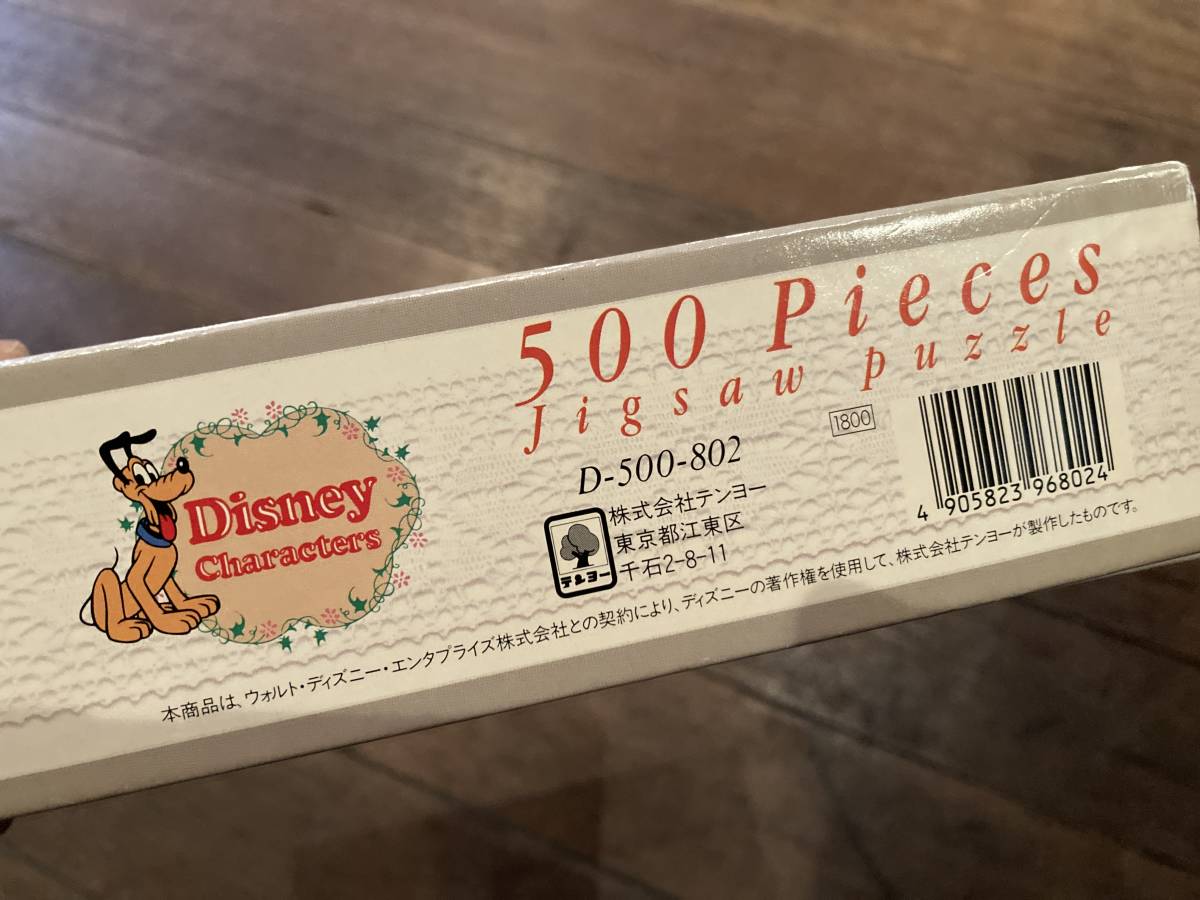 500 Pieces
Jigsaw puzzle
D-500-802
1800
Disney
Characters
テンヨー
株式会社テンヨー
東京都江東区
千石2-8-11
4 905823 968024
本商品は、ウォルト・ディズニー・エンタプライズ株式会社との契約により、ディズニーの著作権を使用して、株式会社テンヨーが製作したものです。